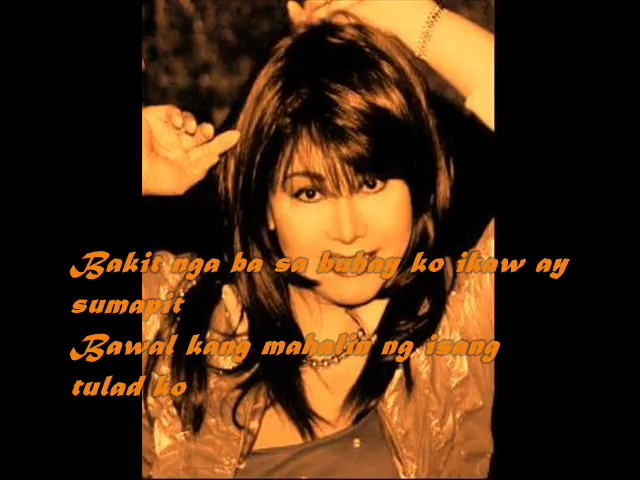 Bakit nga ba sa buhay ko ikaw ay
sumapit
Bawal kang mahalin ng isang
tulad ko